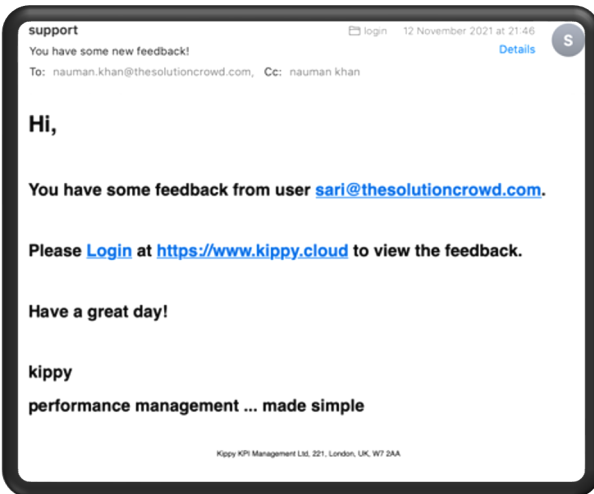 support login 12 November 2021 at 21:46
S
You have some new feedback! Details
To: nauman.khan@thesolutioncrowd.com, Cc: nauman khan
Hi,
You have some feedback from user sari@thesolutioncrowd.com.
Please Login at https://www.kippy.cloud to view the feedback.
Have a great day!
kippy
performance management ... made simple
Kippy KPI Management Ltd, 221, London, UK, W7 2AA